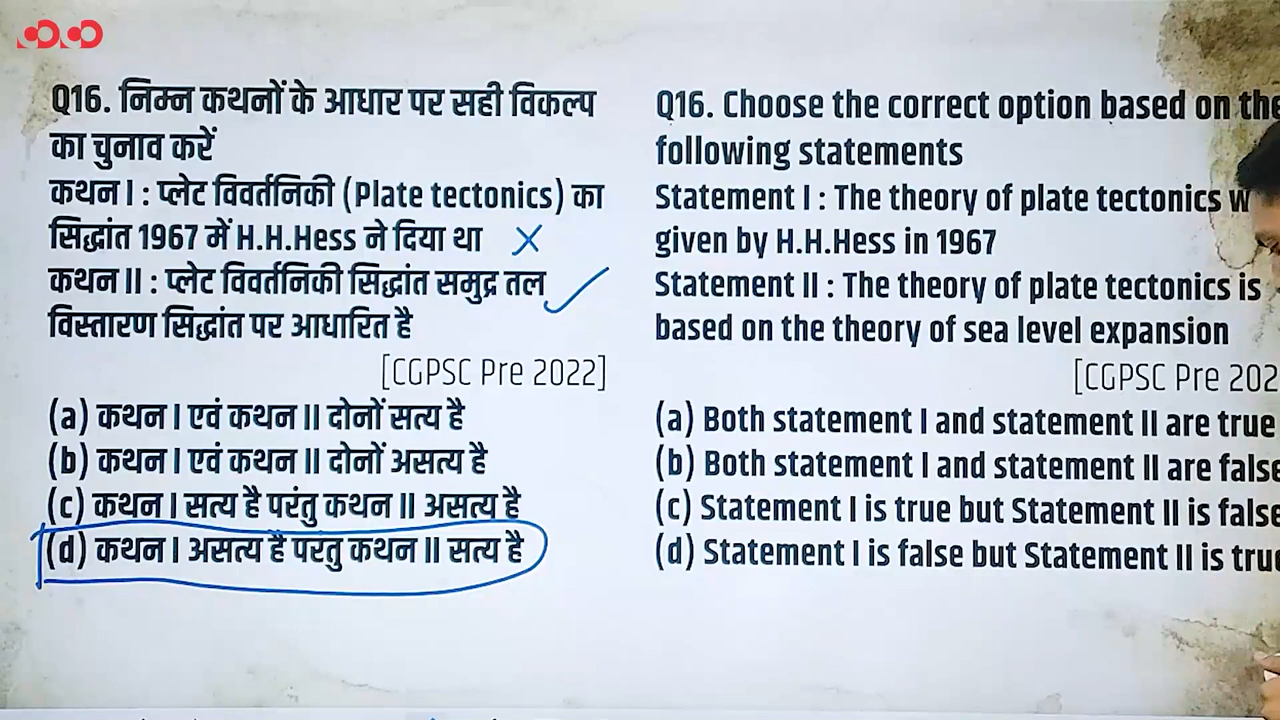 Q16. निम्न कथनों के आधार पर सही विकल्प
का चुनाव करें
कथन I : प्लेट विवर्तनिकी (Plate tectonics) का
सिद्धांत 1967 में H.H.Hess ने दिया था
कथन II : प्लेट विवर्तनिकी सिद्धांत समुद्र तल
विस्तारण सिद्धांत पर आधारित है
[CGPSC Pre 2022]
(a) कथन I एवं कथन II दोनों सत्य है
(b) कथन I एवं कथन II दोनों असत्य है
(c) कथन I सत्य है परंतु कथन II असत्य है
(d) कथन I असत्य है परंतु कथन II सत्य है
Q16. Choose the correct option based on the
following statements
Statement I : The theory of plate tectonics w
given by H.H.Hess in 1967
Statement II : The theory of plate tectonics is
based on the theory of sea level expansion
[CGPSC Pre 202
(a) Both statement I and statement II are true
(b) Both statement I and statement II are false
(c) Statement I is true but Statement II is false
(d) Statement I is false but Statement II is true